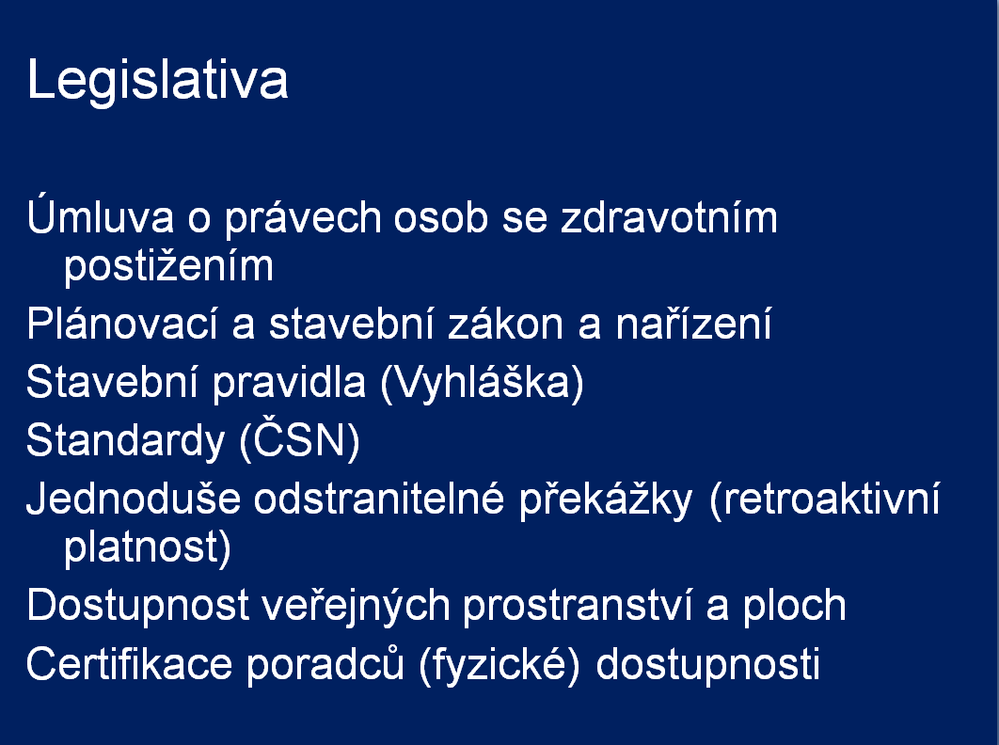 Legislativa
Úmluva o právech osob se zdravotním
postižením
Plánovací a stavební zákon a nařízení
Stavební pravidla (Vyhláška)
Standardy (ČSN)
Jednoduše odstranitelné překážky (retroaktivní
platnost)
Dostupnost veřejných prostranství a ploch
Certifikace poradců (fyzické) dostupnosti